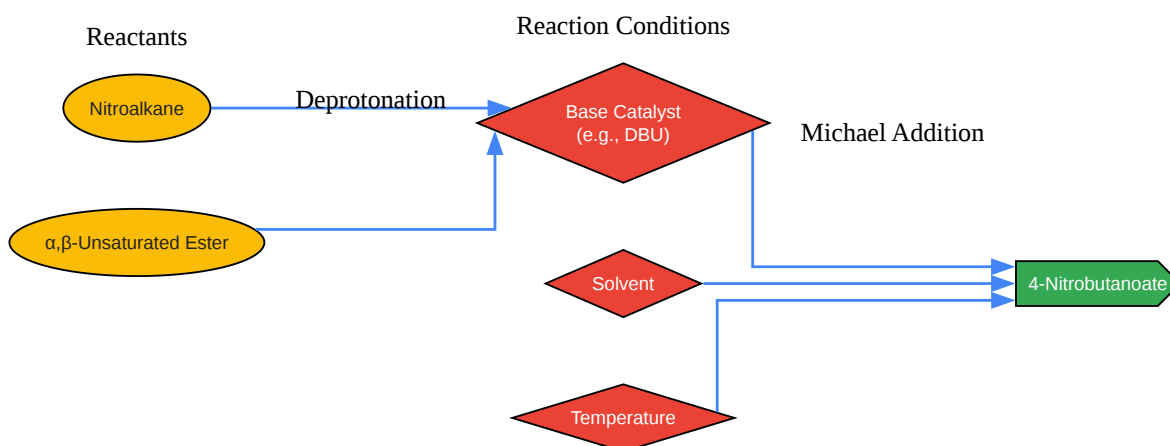 Reactants
Reaction Conditions
Nitroalkane
Deprotonation
Base Catalyst
(e.g., DBU)
Michael Addition
α,β-Unsaturated Ester
Solvent
4-Nitrobutanoate
Temperature